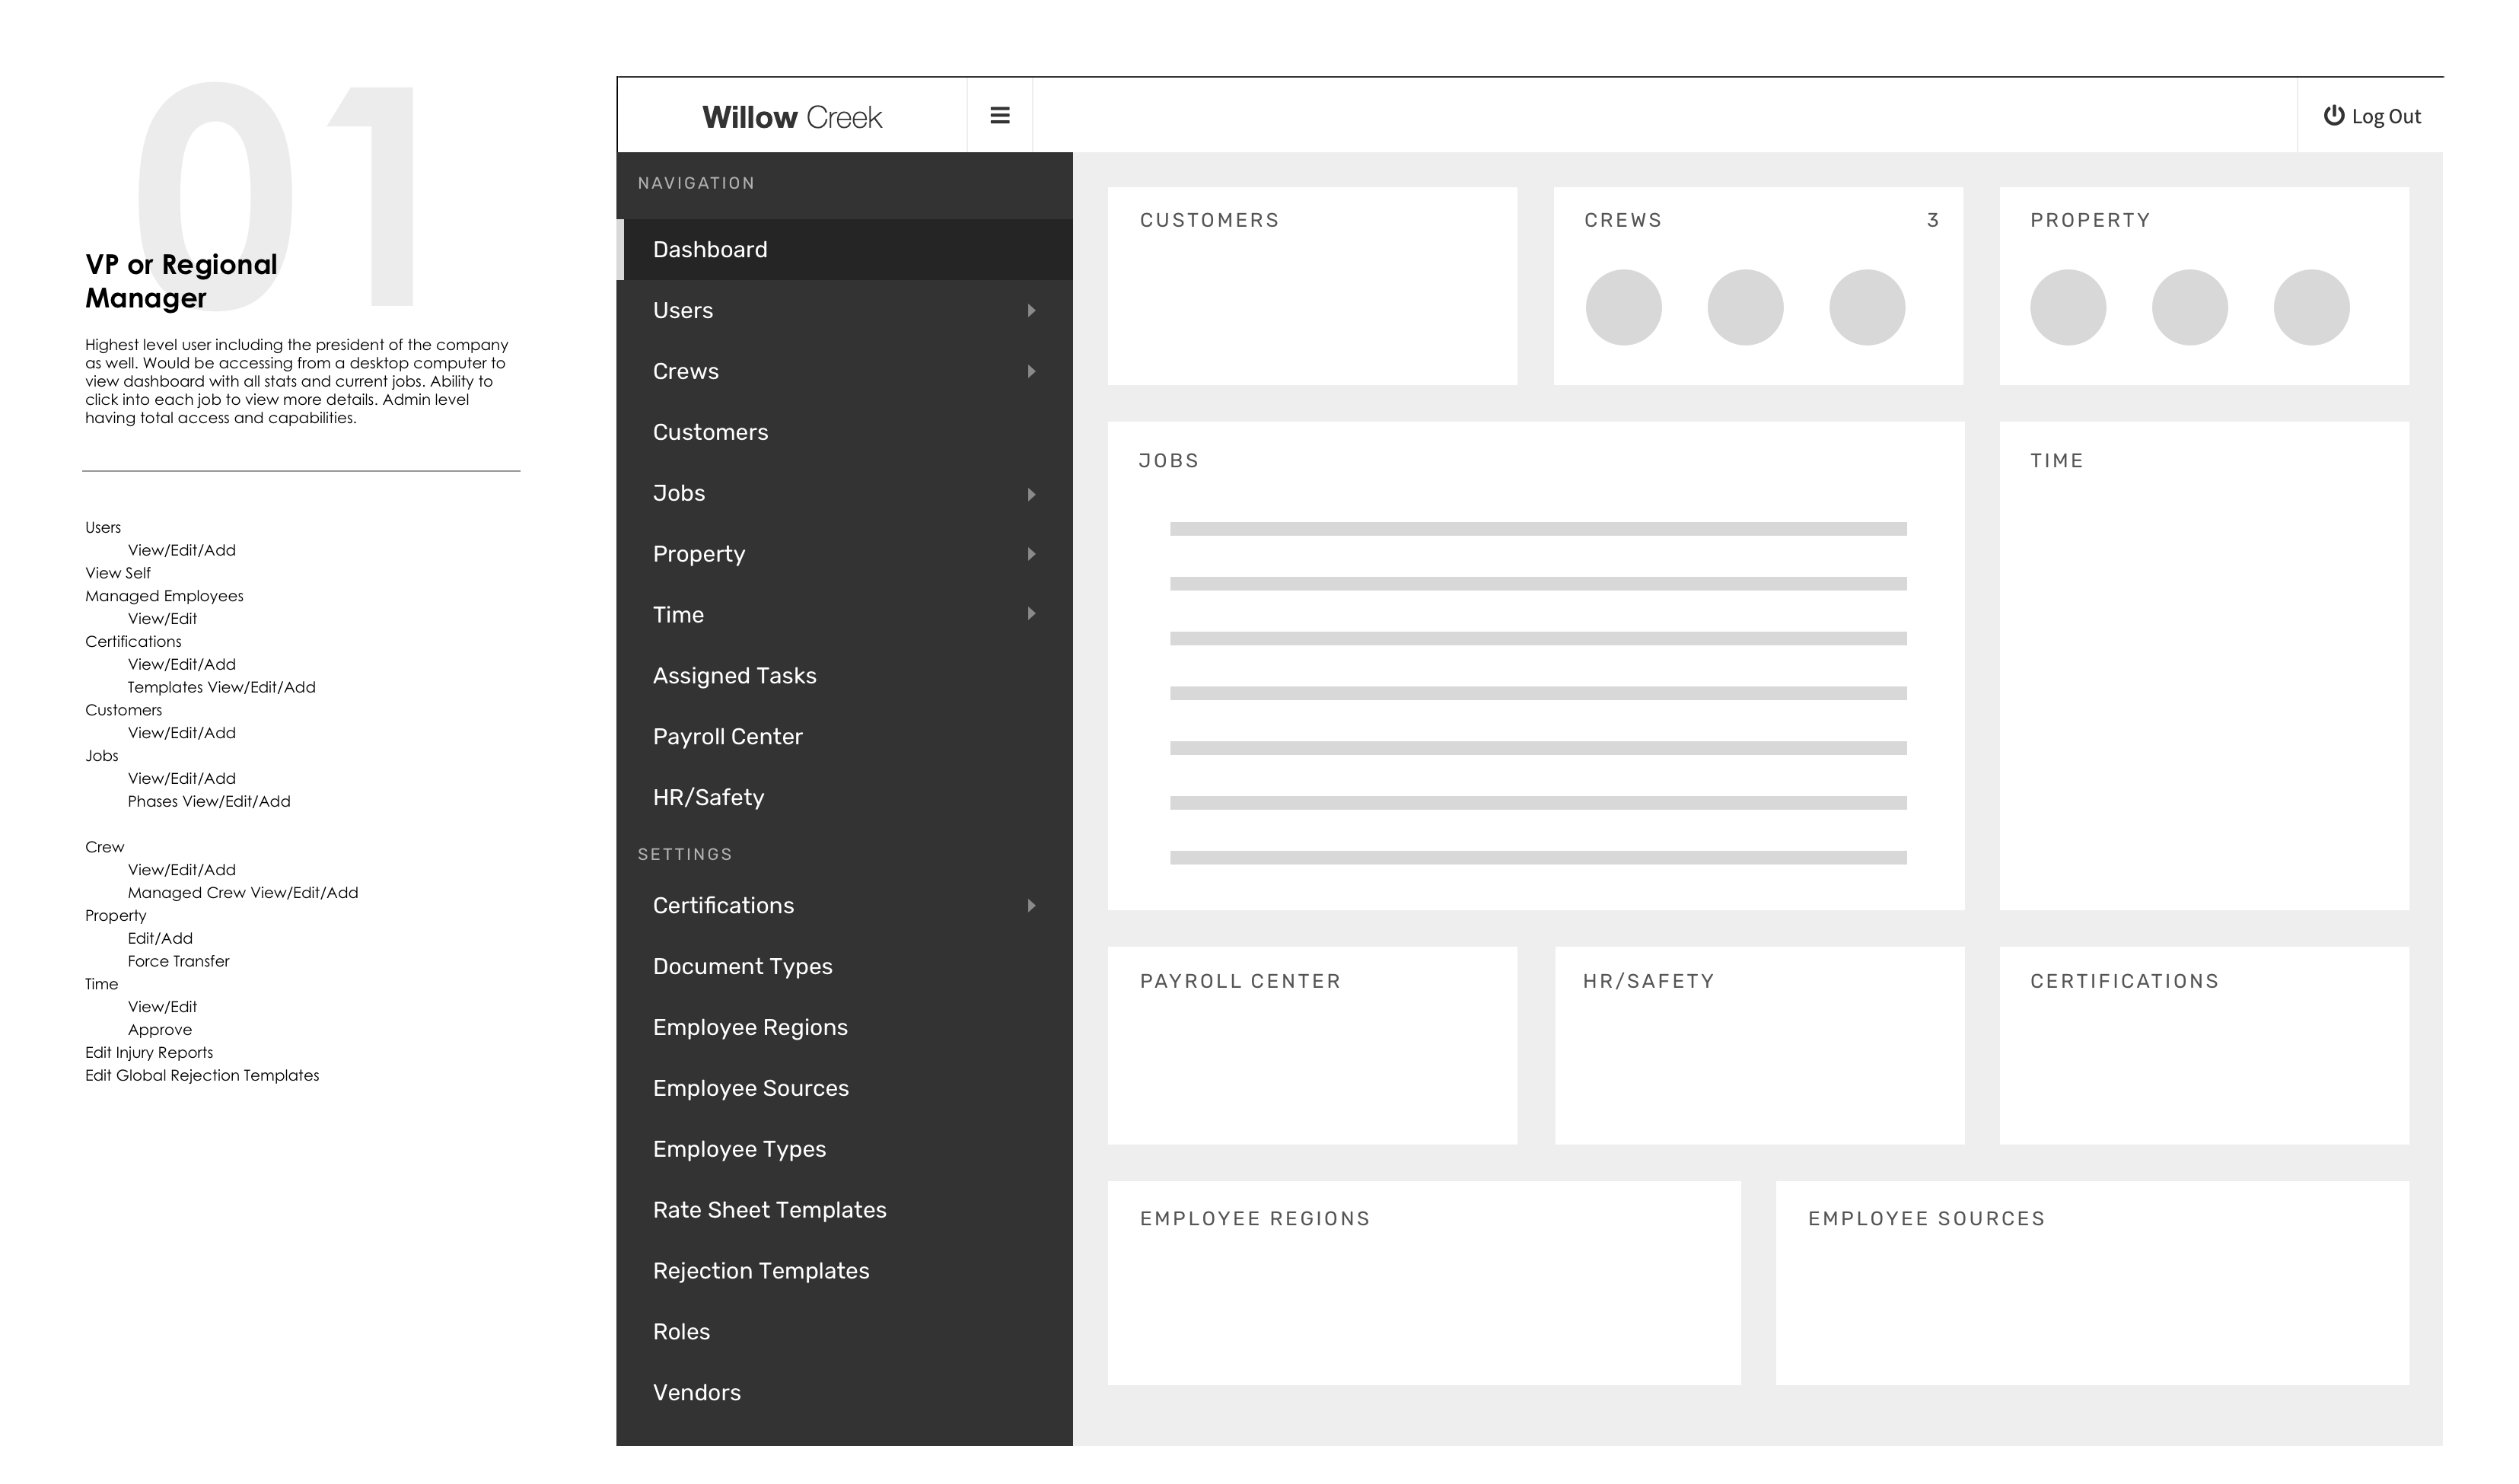 01
VP or Regional
Manager
Highest level user including the president of the company
as well. Would be accessing from a desktop computer to
view dashboard with all stats and current jobs. Ability to
click into each job to view more details. Admin level
having total access and capabilities.
Users
View/Edit/Add
View Self
Managed Employees
View/Edit
Certifications
View/Edit/Add
Templates View/Edit/Add
Customers
View/Edit/Add
Jobs
View/Edit/Add
Phases View/Edit/Add
Crew
View/Edit/Add
Managed Crew View/Edit/Add
Property
Edit/Add
Force Transfer
Time
View/Edit
Approve
Edit Injury Reports
Edit Global Rejection Templates
Willow Creek
Log Out
NAVIGATION
Dashboard
Users
Crews
Customers
Jobs
Property
Time
Assigned Tasks
Payroll Center
HR/Safety
SETTINGS
Certifications
Document Types
Employee Regions
Employee Sources
Employee Types
Rate Sheet Templates
Rejection Templates
Roles
Vendors
CUSTOMERS
CREWS 3
PROPERTY
JOBS
TIME
PAYROLL CENTER
HR/SAFETY
CERTIFICATIONS
EMPLOYEE REGIONS
EMPLOYEE SOURCES